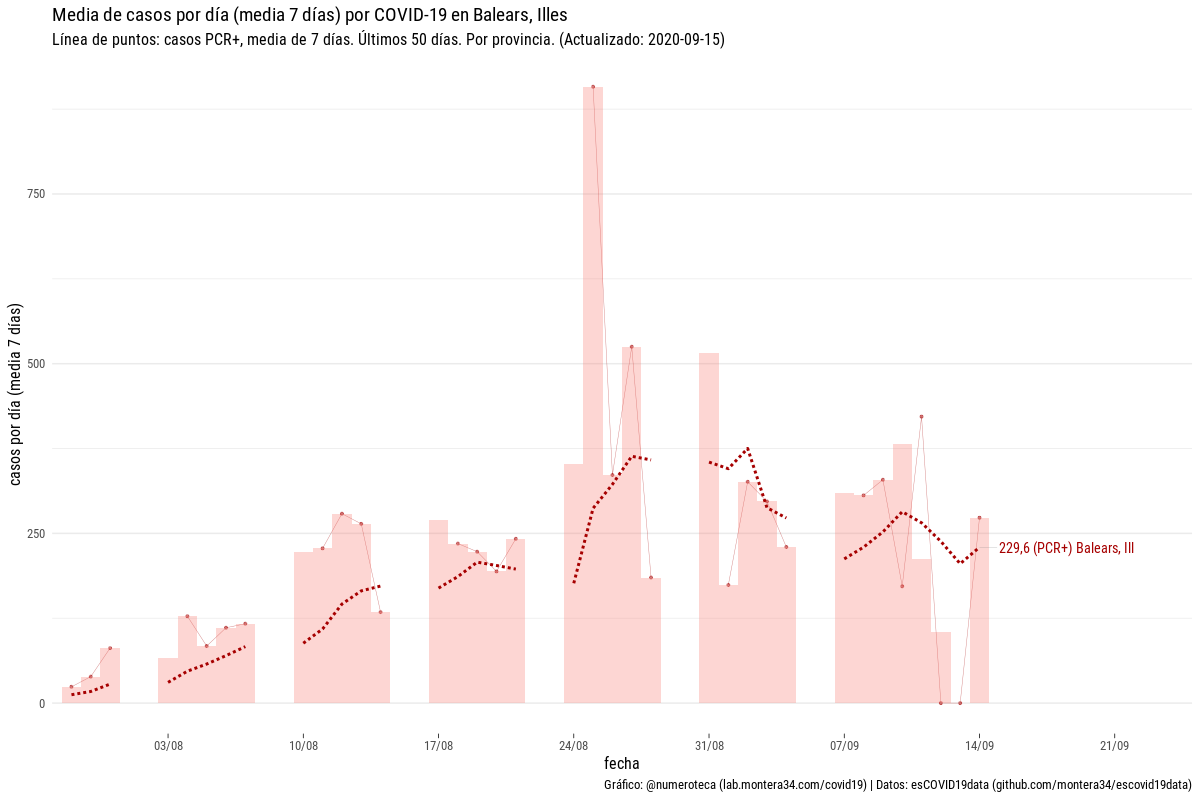 Media de casos por día (media 7 días) por COVID-19 en Balears, Illes
Línea de puntos: casos PCR+, media de 7 días. Últimos 50 días. Por provincia. (Actualizado: 2020-09-15)
casos por día (media 7 días)
750
500
250
0
229,6 (PCR+) Balears, Ill
03/08
10/08
17/08
24/08
31/08
07/09
14/09
21/09
fecha
Gráfico: @numeroteca (lab.montera34.com/covid19) | Datos: esCOVID19data (github.com/montera34/escovid19data)